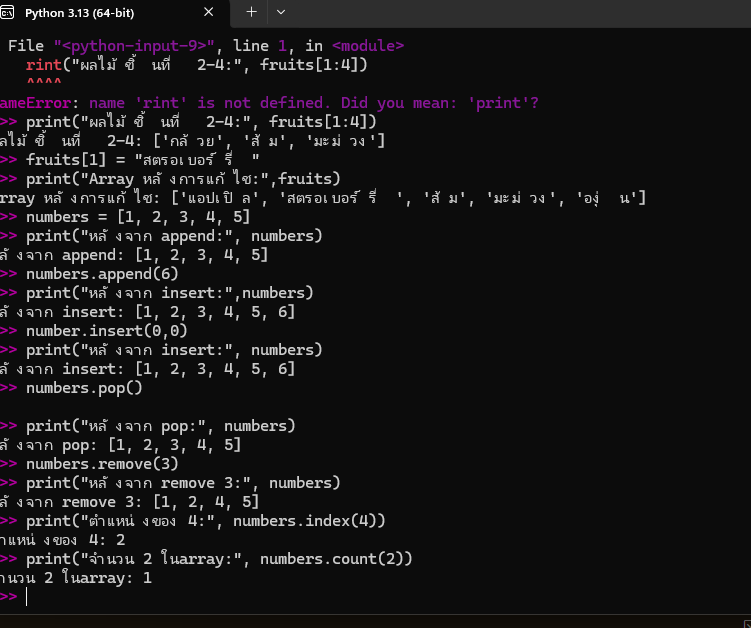 Python 3.13 (64-bit)
File "<python-input-9>", line 1, in <module>
rint("ผลไม้ ชิ้ นที่ 2-4:", fruits[1:4])
^^^^
ameError: name 'rint' is not defined. Did you mean: 'print'?
>> print("ผลไม้ ชิ้ นที่ 2-4:", fruits[1:4])
ลไม้ ชิ้ นที่ 2-4: ['กล้ วย', 'ส้ ม', 'มะม่ วง']
>> fruits[1] = "สตรอเบอร์ รี่ "
>> print("Array หลั งการแก้ ไซ:",fruits)
rray หลั งการแก้ ไซ: ['แอปเปิ ล', 'สตรอเบอร์ รี่ ', 'ส้ ม', 'มะม่ วง', 'องุ่ น']
>> numbers = [1, 2, 3, 4, 5]
>> print("หลั งจาก append:", numbers)
ลั งจาก append: [1, 2, 3, 4, 5]
>> numbers.append(6)
>> print("หลั งจาก insert:",numbers)
ลั งจาก insert: [1, 2, 3, 4, 5, 6]
>> number.insert(0,0)
>> print("หลั งจาก insert:", numbers)
ลั งจาก insert: [1, 2, 3, 4, 5, 6]
>> numbers.pop()
>> print("หลั งจาก pop:", numbers)
ลั งจาก pop: [1, 2, 3, 4, 5]
>> numbers.remove(3)
>> print("หลั งจาก remove 3:", numbers)
ลั งจาก remove 3: [1, 2, 4, 5]
>> print("ตำแหน่ งของ 4:", numbers.index(4))
ำแหน่ งของ 4: 2
>> print("จำนวน 2 ในarray:", numbers.count(2))
ำนวน 2 ในarray: 1
>>